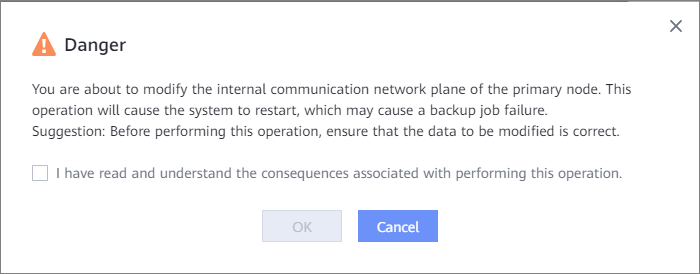 Danger
You are about to modify the internal communication network plane of the primary node. This
operation will cause the system to restart, which may cause a backup job failure.
Suggestion: Before performing this operation, ensure that the data to be modified is correct.
I have read and understand the consequences associated with performing this operation.
OK
Cancel